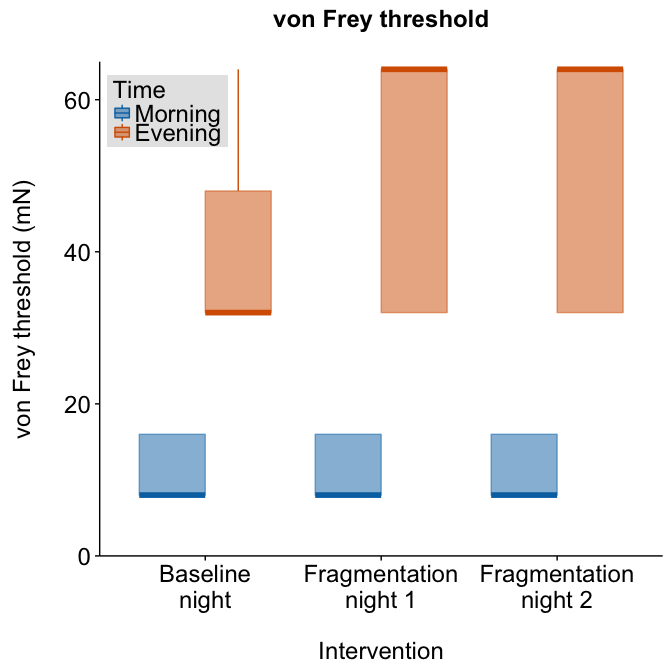 von Frey threshold
von Frey threshold (mN)
60
40
20
0
Time
Morning
Evening
Baseline
night
Fragmentation
night 1
Fragmentation
night 2
Intervention